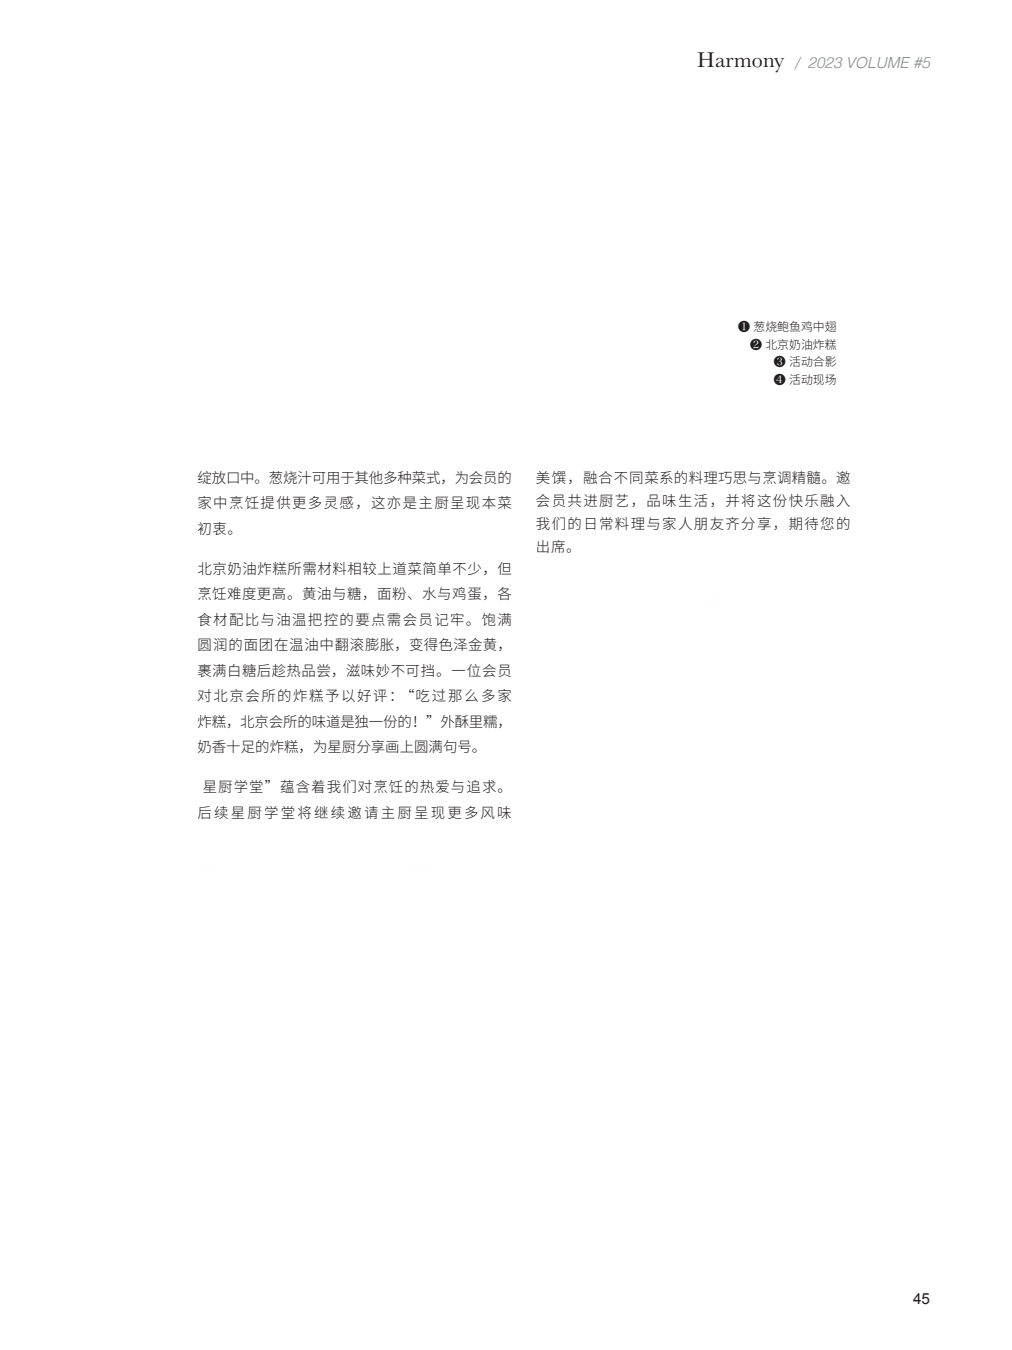 Harmony / 2023 VOLUME #5
❶ 葱烧鲍鱼鸡中翅
❷ 北京奶油炸糕
❸ 活动合影
❹ 活动现场
绽放口中。葱烧汁可用于其他多种菜式，为会员的
家中烹饪提供更多灵感，这亦是主厨呈现本菜
初衷。
北京奶油炸糕所需材料相较上道菜简单不少，但
烹饪难度更高。黄油与糖，面粉、水与鸡蛋，各
食材配比与油温把控的要点需会员记牢。饱满
圆润的面团在温油中翻滚膨胀，变得色泽金黄，
裹满白糖后趁热品尝，滋味妙不可挡。一位会员
对北京会所的炸糕予以好评：“吃过那么多家
炸糕，北京会所的味道是独一份的！”外酥里糯，
奶香十足的炸糕，为星厨分享画上圆满句号。
星厨学堂”蕴含着我们对烹饪的热爱与追求。
后续星厨学堂将继续邀请主厨呈现更多风味
美馔，融合不同菜系的料理巧思与烹调精髓。邀
会员共进厨艺，品味生活，并将这份快乐融入
我们的日常料理与家人朋友齐分享，期待您的
出席。
45